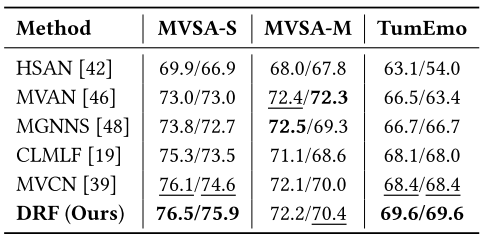 Method MVSA-S MVSA-M TumEmo
HSAN [42] 69.9/66.9 68.0/67.8 63.1/54.0
MVAN [46] 73.0/73.0 72.4/72.3 66.5/63.4
MGNNS [48] 73.8/72.7 72.5/69.3 66.7/66.7
CLMLF [19] 75.3/73.5 71.1/68.6 68.1/68.0
MVCN [39] 76.1/74.6 72.1/70.0 68.4/68.4
DRF (Ours) 76.5/75.9 72.2/70.4 69.6/69.6